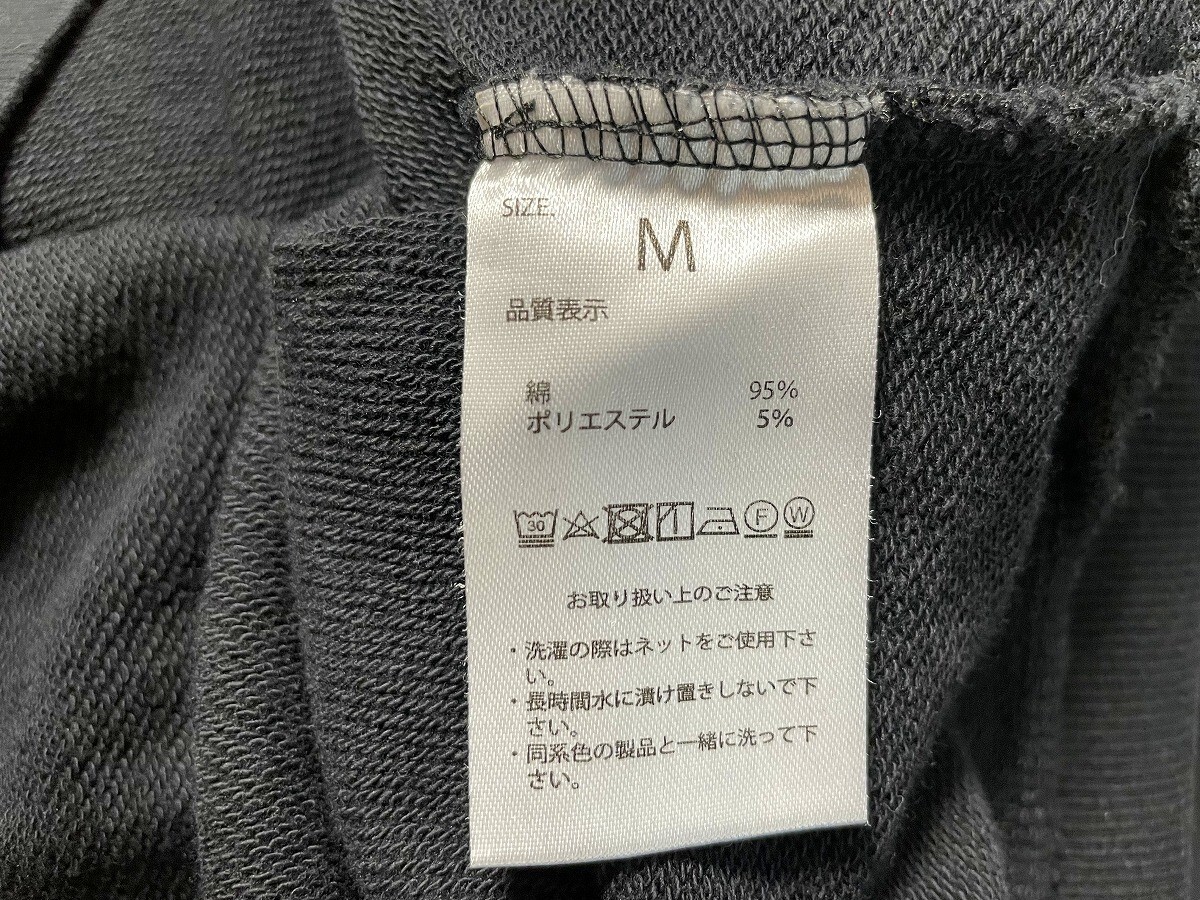 SIZE.
M
品質表示
綿 95%
ポリエステル 5%
30 F W
お取り扱い上のご注意
・洗濯の際はネットをご使用下さ
い。
・長時間水に漬け置きしないで下
さい。
・同系色の製品と一緒に洗って下
さい。